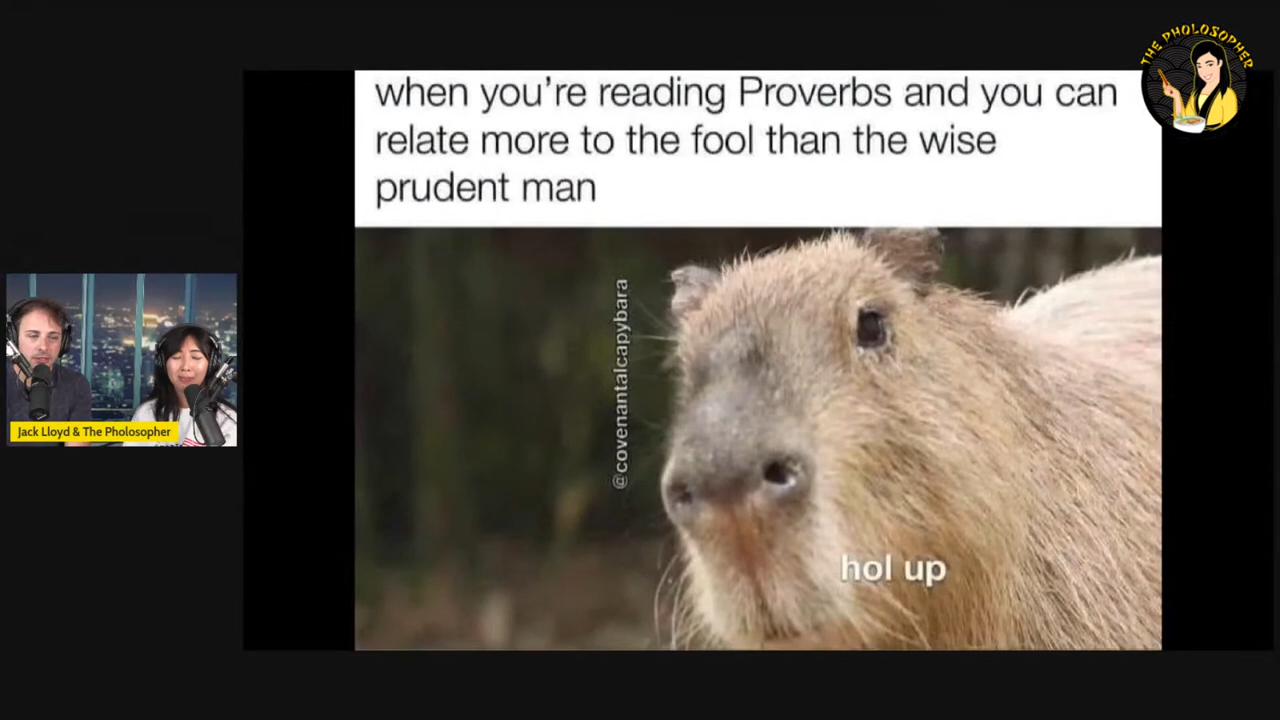 THE PHOLOSOPHER
when you're reading Proverbs and you can
relate more to the fool than the wise
prudent man
@covenantalcapybara
hol up
Jack Lloyd & The Pholosopher